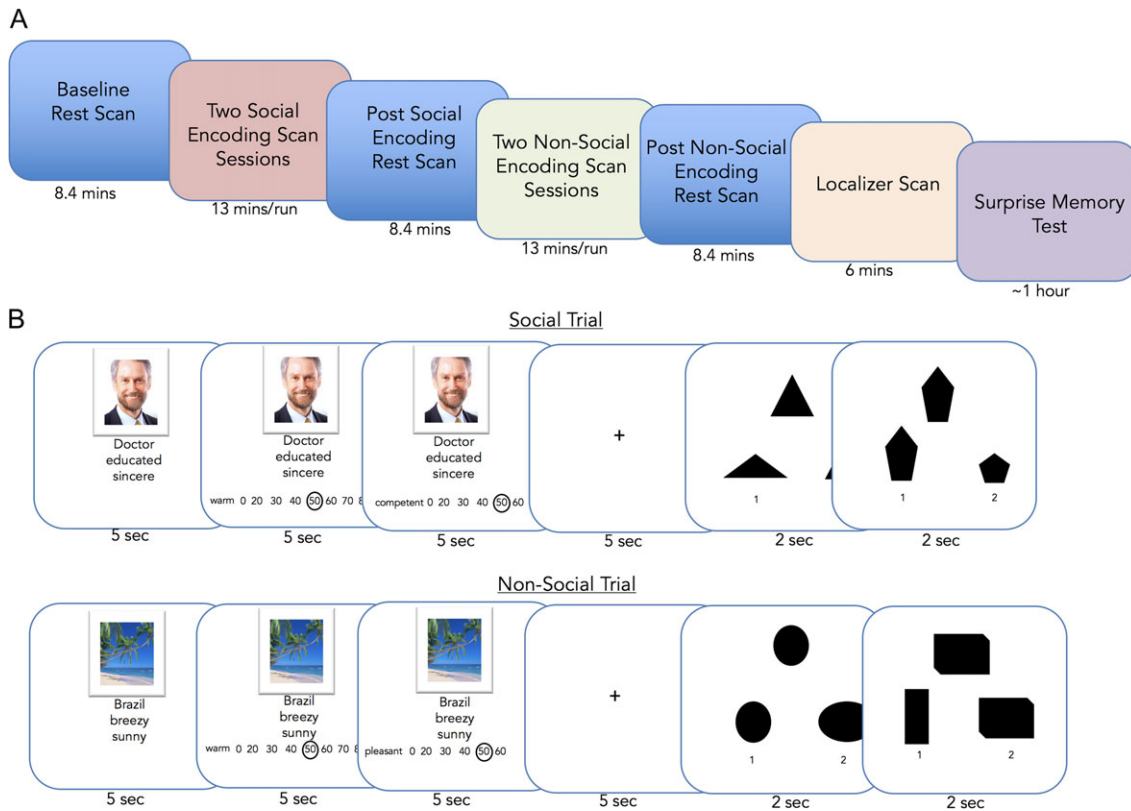 A
Baseline
Rest Scan
8.4 mins
Two Social
Encoding Scan
Sessions
13 mins/run
Post Social
Encoding
Rest Scan
8.4 mins
Two Non-Social
Encoding Scan
Sessions
13 mins/run
Post Non-Social
Encoding
Rest Scan
8.4 mins
Localizer Scan
6 mins
Surprise Memory
Test
~1 hour
B
Social Trial
Doctor
educated
sincere
5 sec
Doctor
educated
sincere
warm 0 20 30 40 50 60 70 8
5 sec
Doctor
educated
sincere
competent 0 20 30 40 50 60
5 sec
+
5 sec
1
2 sec
1 2
2 sec
Non-Social Trial
Brazil
breezy
sunny
5 sec
Brazil
breezy
sunny
warm 0 20 30 40 50 60 70 8
5 sec
Brazil
breezy
sunny
pleasant 0 20 30 40 50 60
5 sec
+
5 sec
1 2
2 sec
1 2
2 sec